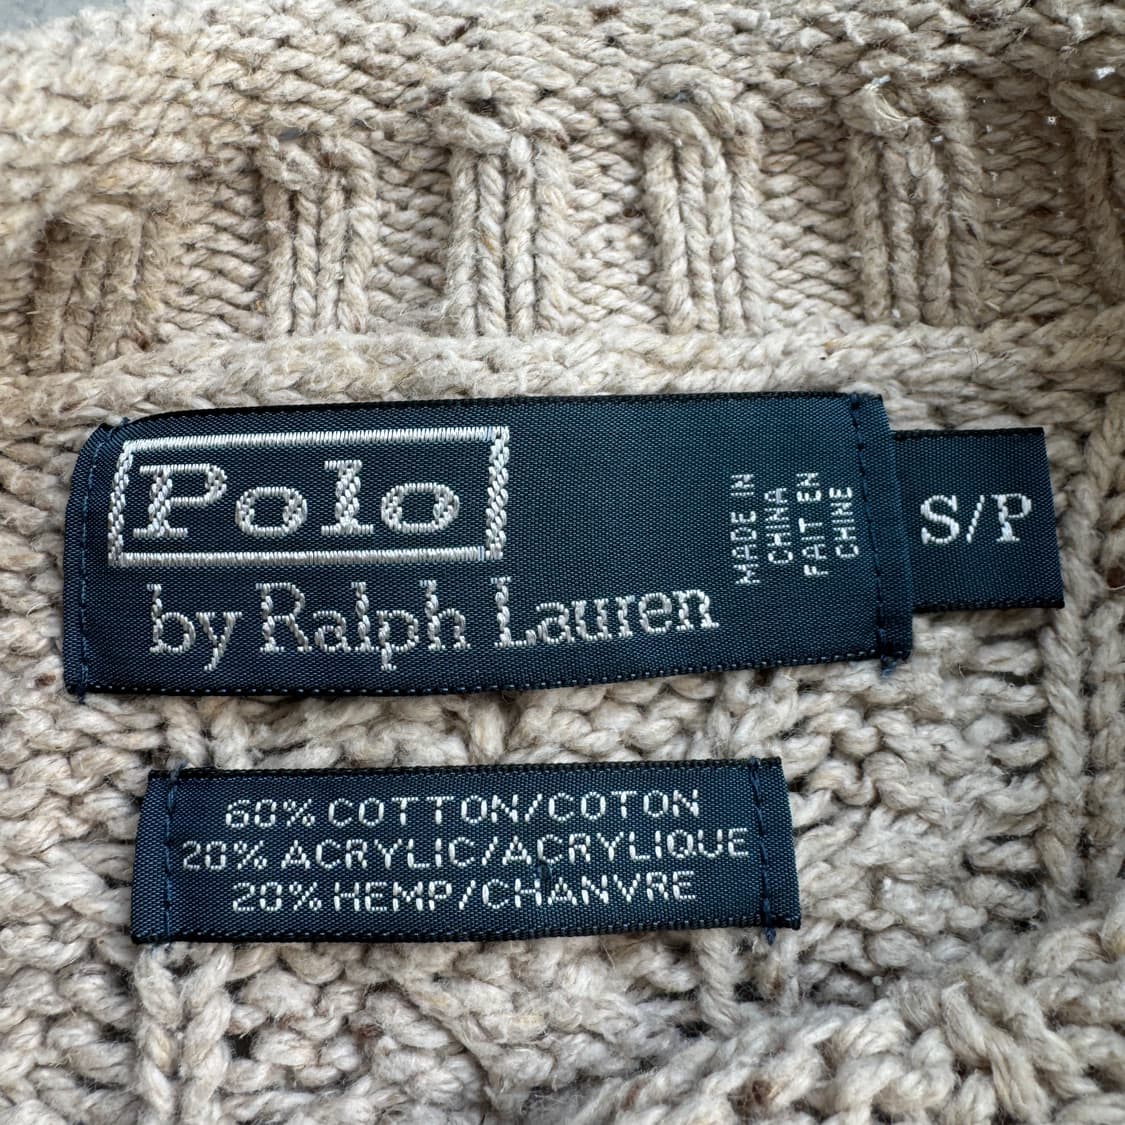 Polo
by Ralph Lauren
MADE IN
CHINA
FAIT EN
CHINE
S/P
60% COTTON/COTON
20% ACRYLIC/ACRYLIQUE
20% HEMP/CHANVRE